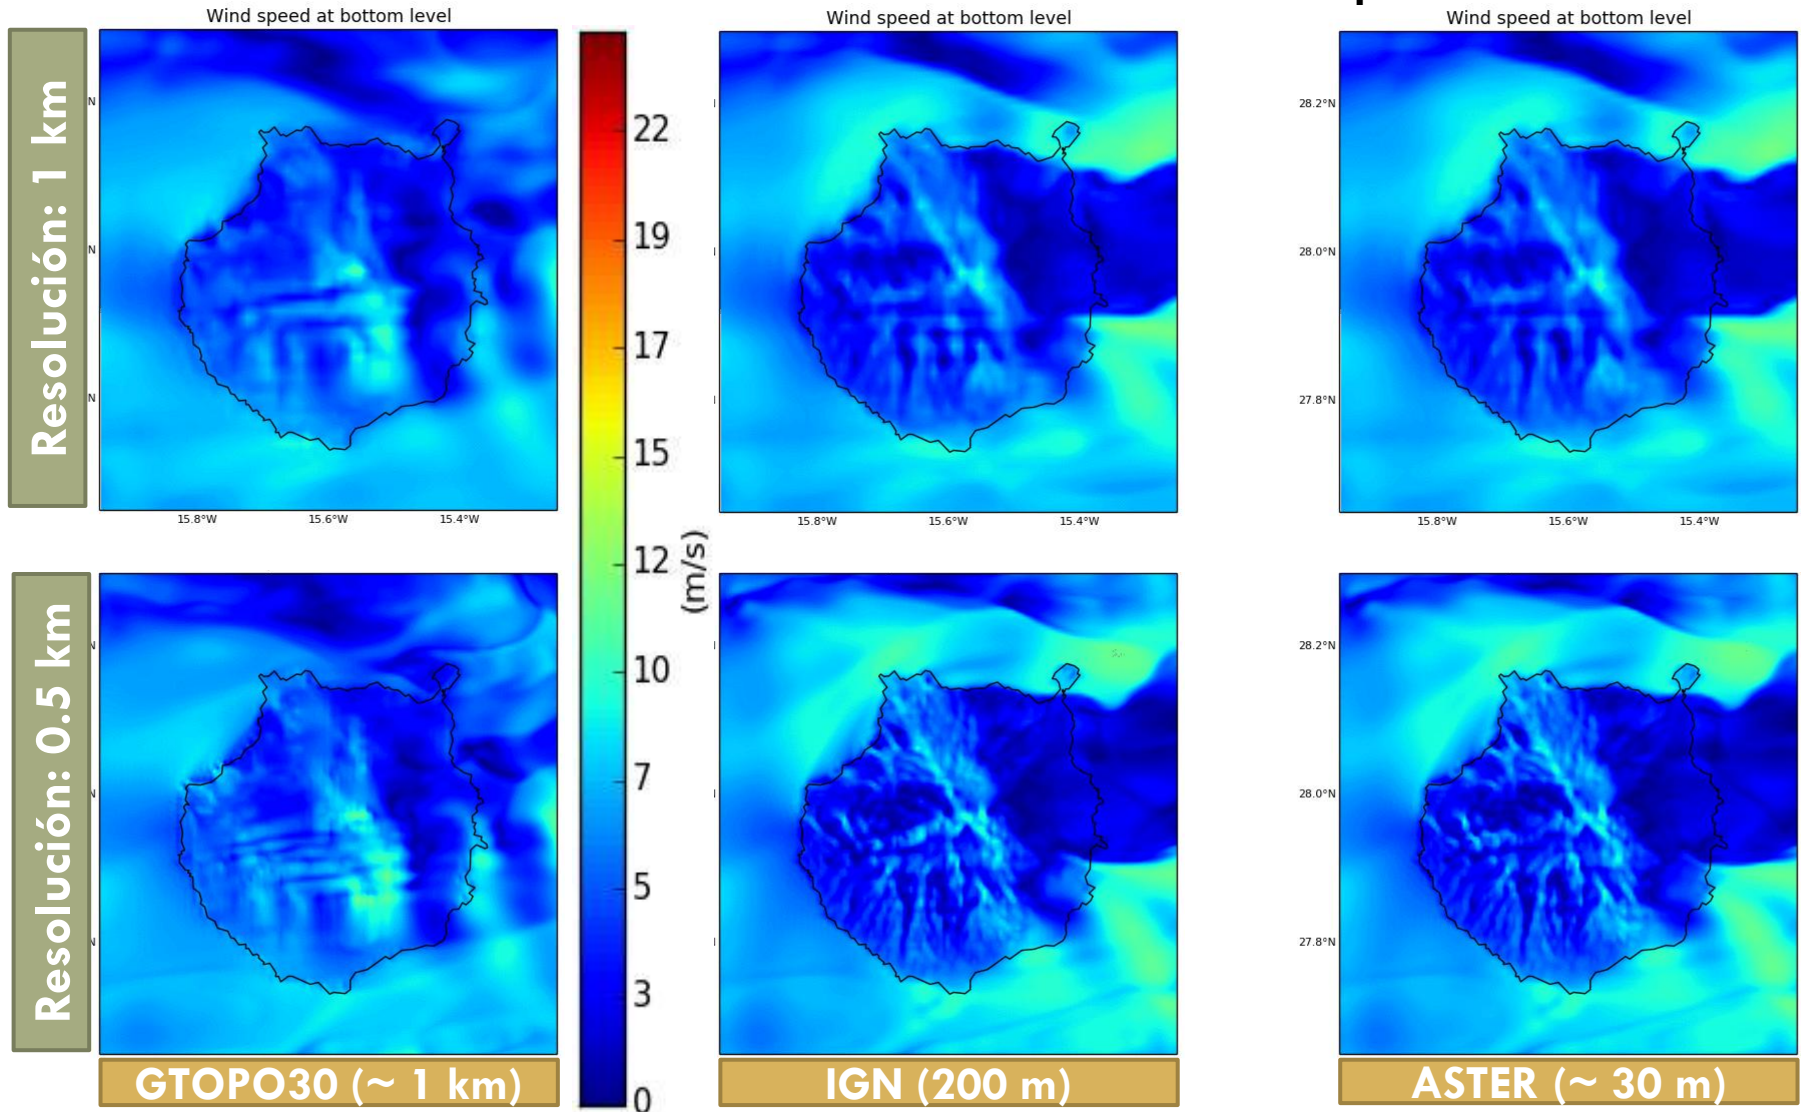 Wind speed at bottom level
Wind speed at bottom level
Wind speed at bottom level
Resolución: 1 km
N
N
N
15.8°W 15.6°W 15.4°W
22
19
17
15
12
10
7
5
3
0
(m/s)
15.8°W 15.6°W 15.4°W
28.2°N
28.0°N
27.8°N
15.8°W 15.6°W 15.4°W
Resolución: 0.5 km
N
N
N
28.2°N
28.0°N
27.8°N
GTOPO30 (~ 1 km)
IGN (200 m)
ASTER (~ 30 m)